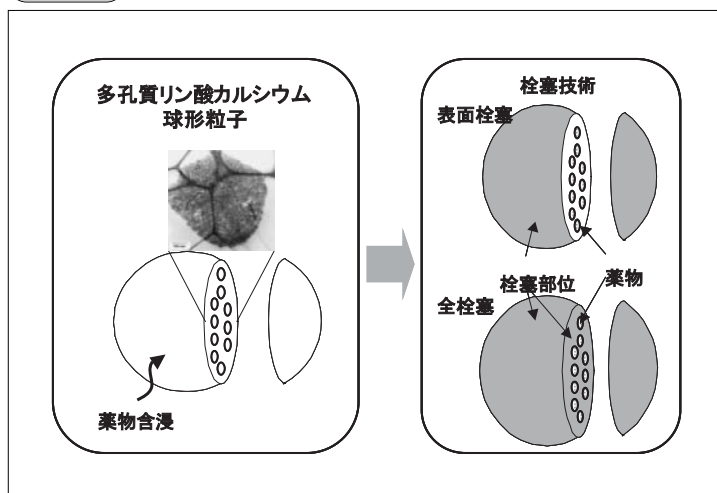 多孔質リン酸カルシウム
球形粒子
薬物含浸
栓塞技術
表面栓塞
栓塞部位
薬物
全栓塞